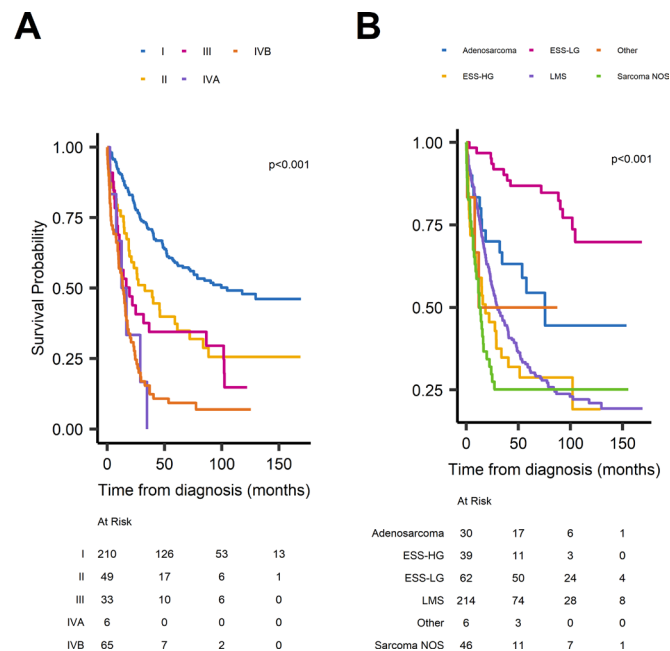 A
I III IVB
II IVA
1.00
0.75
0.50
0.25
0.00
Survival Probability
p<0.001
0 50 100 150
Time from diagnosis (months)
At Risk
I 210 126 53 13
II 49 17 6 1
III 33 10 6 0
IVA 6 0 0 0
IVB 65 7 2 0
B
Adenosarcoma ESS-LG Other
ESS-HG LMS Sarcoma NOS
1.00
0.75
0.50
0.25
p<0.001
0 50 100 150
Time from diagnosis (months)
At Risk
Adenosarcoma 30 17 6 1
ESS-HG 39 11 3 0
ESS-LG 62 50 24 4
LMS 214 74 28 8
Other 6 3 0 0
Sarcoma NOS 46 11 7 1